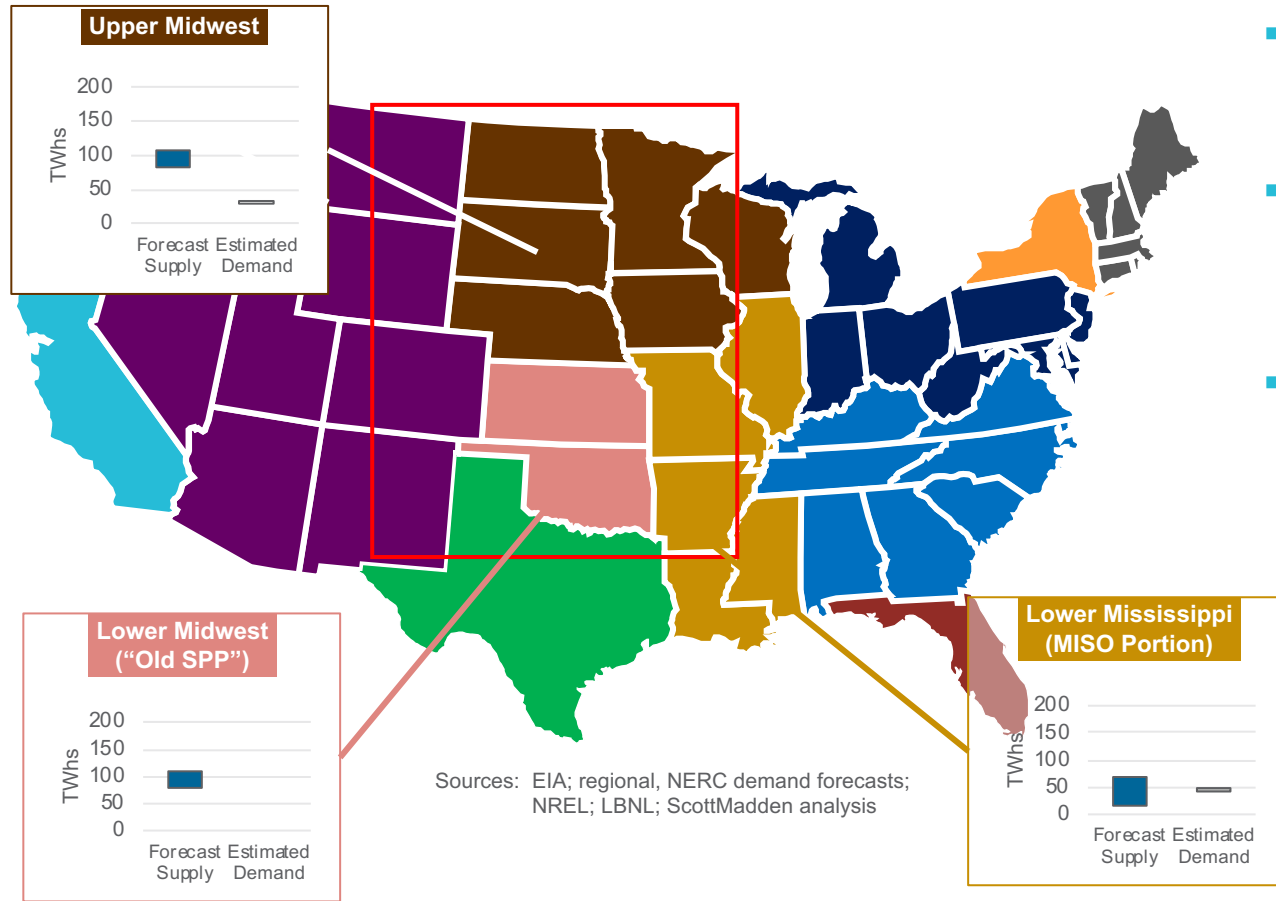 Upper Midwest
200
150
100
50
0
TWhs
Forecast Estimated
Supply Demand
Lower Midwest
(“Old SPP”)
200
150
100
50
0
TWhs
Forecast Estimated
Supply Demand
Sources: EIA; regional, NERC demand forecasts;
NREL; LBNL; ScottMadden analysis
Lower Mississippi
(MISO Portion)
200
150
100
50
0
TWhs
Forecast Estimated
Supply Demand